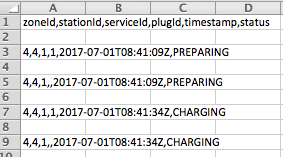 A B C D
1 zoneId,stationId,serviceId,plugId,timestamp,status
2
3 4,4,1,1,2017-07-01T08:41:09Z,PREPARING
4
5 4,4,1,,2017-07-01T08:41:09Z,PREPARING
6
7 4,4,1,1,2017-07-01T08:41:34Z,CHARGING
8
9 4,4,1,,2017-07-01T08:41:34Z,CHARGING